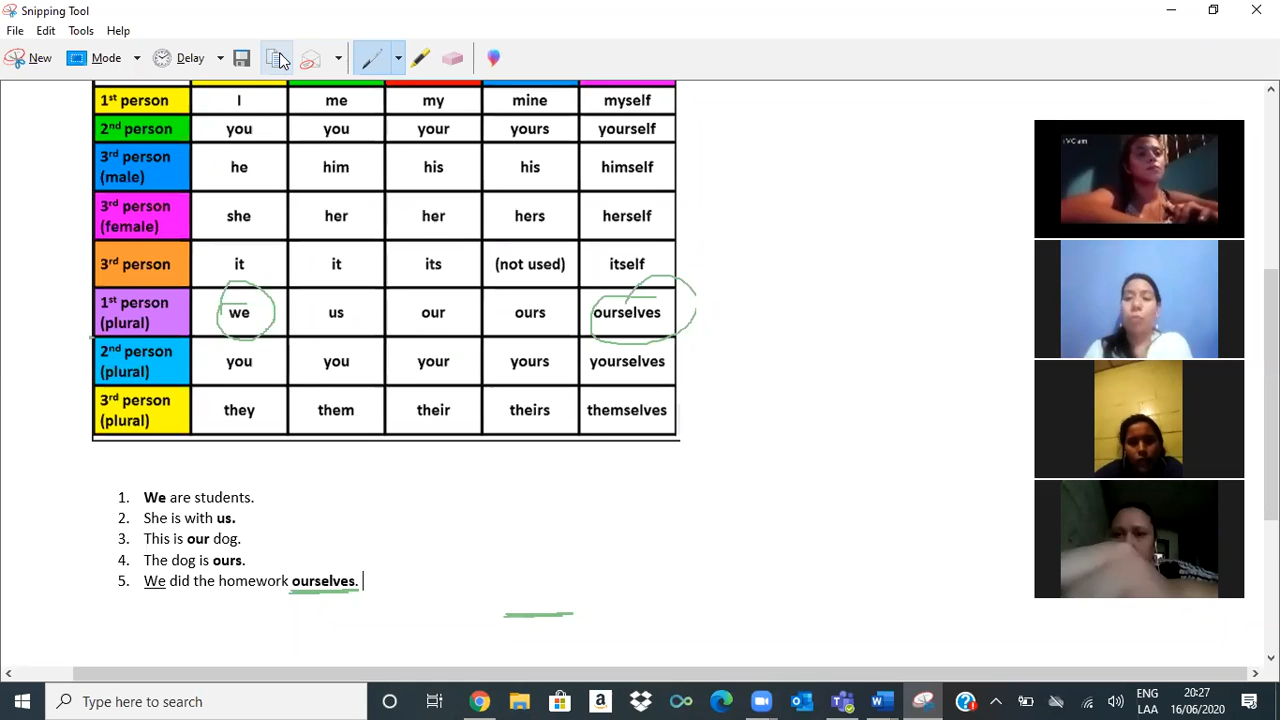 Snipping Tool
File Edit Tools Help
New Mode Delay
1st person I me my mine myself
2nd person you you your yours yourself
3rd person (male) he him his his himself
3rd person (female) she her her hers herself
3rd person it it its (not used) itself
1st person (plural) we us our ours ourselves
2nd person (plural) you you your yours yourselves
3rd person (plural) they them their theirs themselves
1. We are students.
2. She is with us.
3. This is our dog.
4. The dog is ours.
5. We did the homework ourselves.
iVCam
Type here to search
ENG
LAA
20:27
16/06/2020